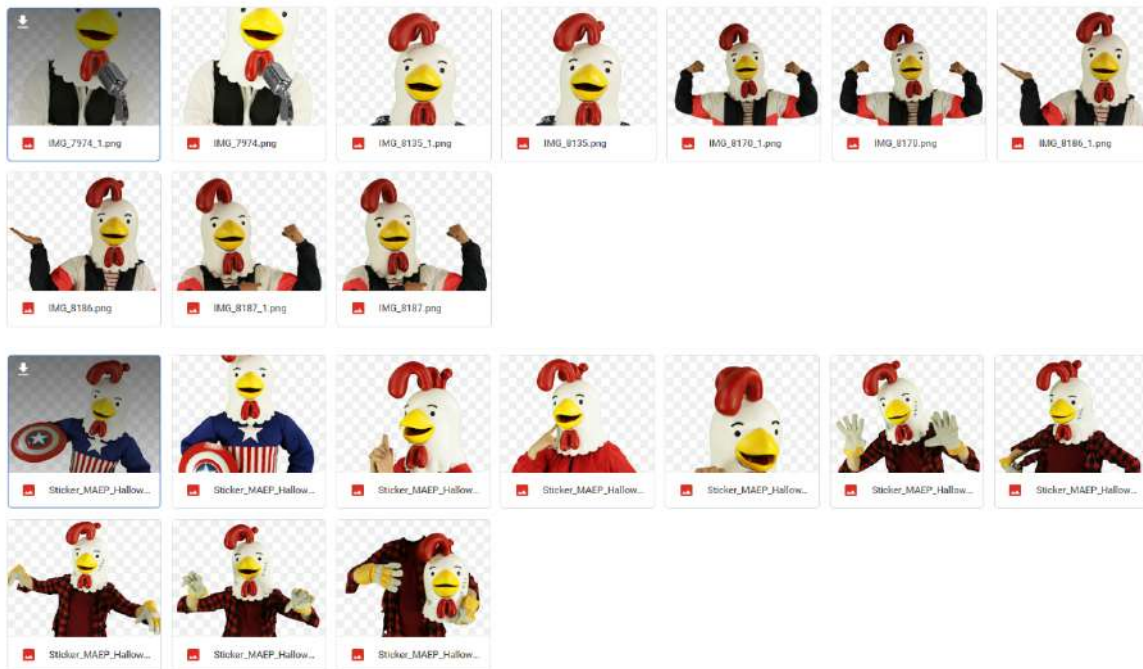 IMG_7974_1.png
IMG_7974.png
IMG_8135_1.png
IMG_8135.png
IMG_8170_1.png
IMG_8170.png
IMG_8186_1.png
IMG_8186.png
IMG_8187_1.png
IMG_8187.png
Sticker_MAEP_Hallow...
Sticker_MAEP_Hallow...
Sticker_MAEP_Hallow...
Sticker_MAEP_Hallow...
Sticker_MAEP_Hallow...
Sticker_MAEP_Hallow...
Sticker_MAEP_Hallow...
Sticker_MAEP_Hallow...
Sticker_MAEP_Hallow...
Sticker_MAEP_Hallow...